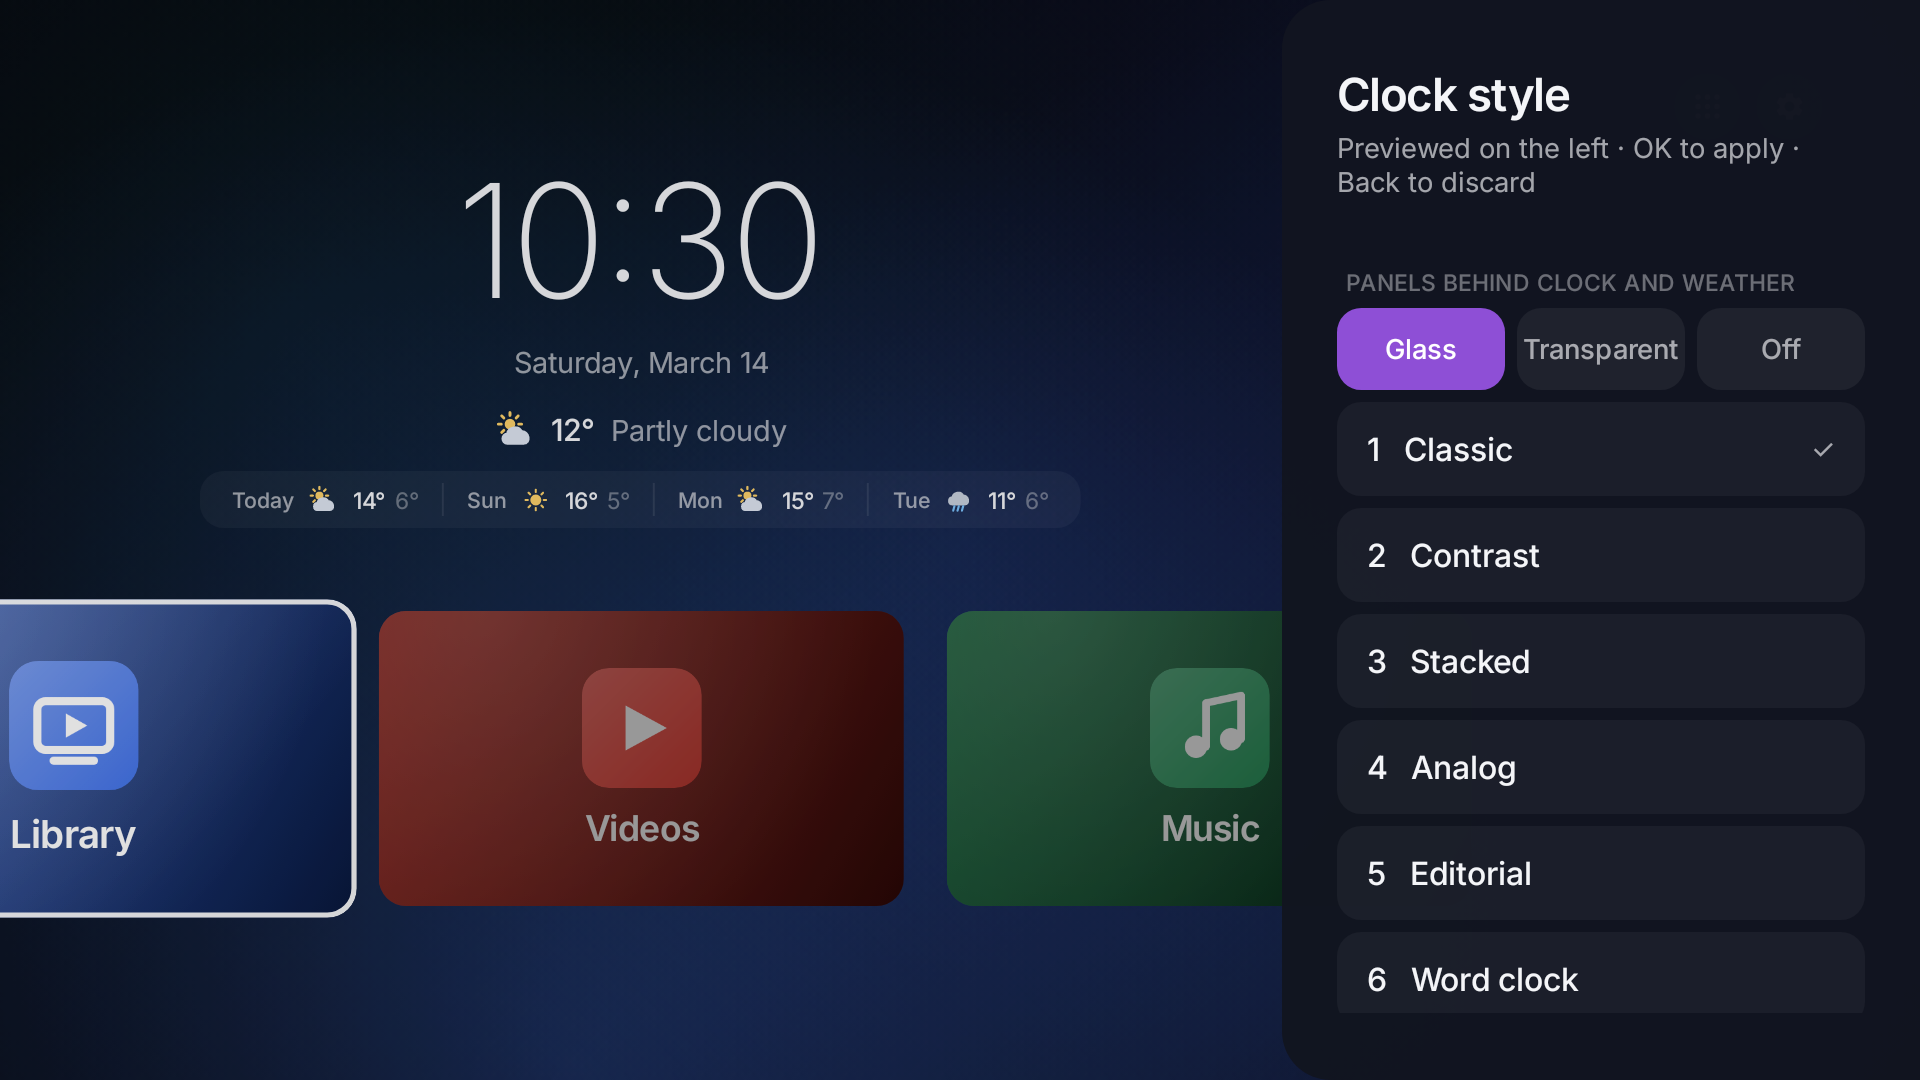 10:30
Saturday, March 14
12° Partly cloudy
Today 14° 6° Sun 16° 5° Mon 15° 7° Tue 11° 6°
Library
Videos
Music
Clock style
Previewed on the left · OK to apply ·
Back to discard
PANELS BEHIND CLOCK AND WEATHER
Glass Transparent Off
1 Classic
2 Contrast
3 Stacked
4 Analog
5 Editorial
6 Word clock